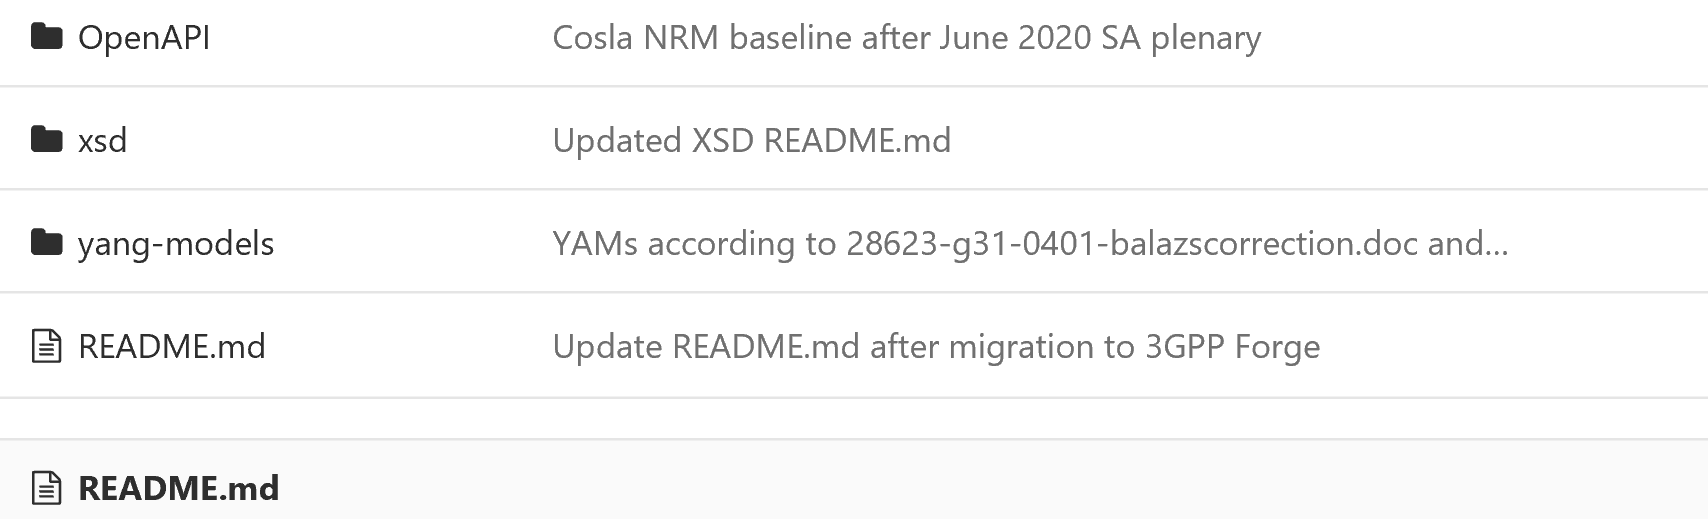 OpenAPI Cosla NRM baseline after June 2020 SA plenary
xsd Updated XSD README.md
yang-models YAMs according to 28623-g31-0401-balazscorrection.doc and...
README.md Update README.md after migration to 3GPP Forge
README.md